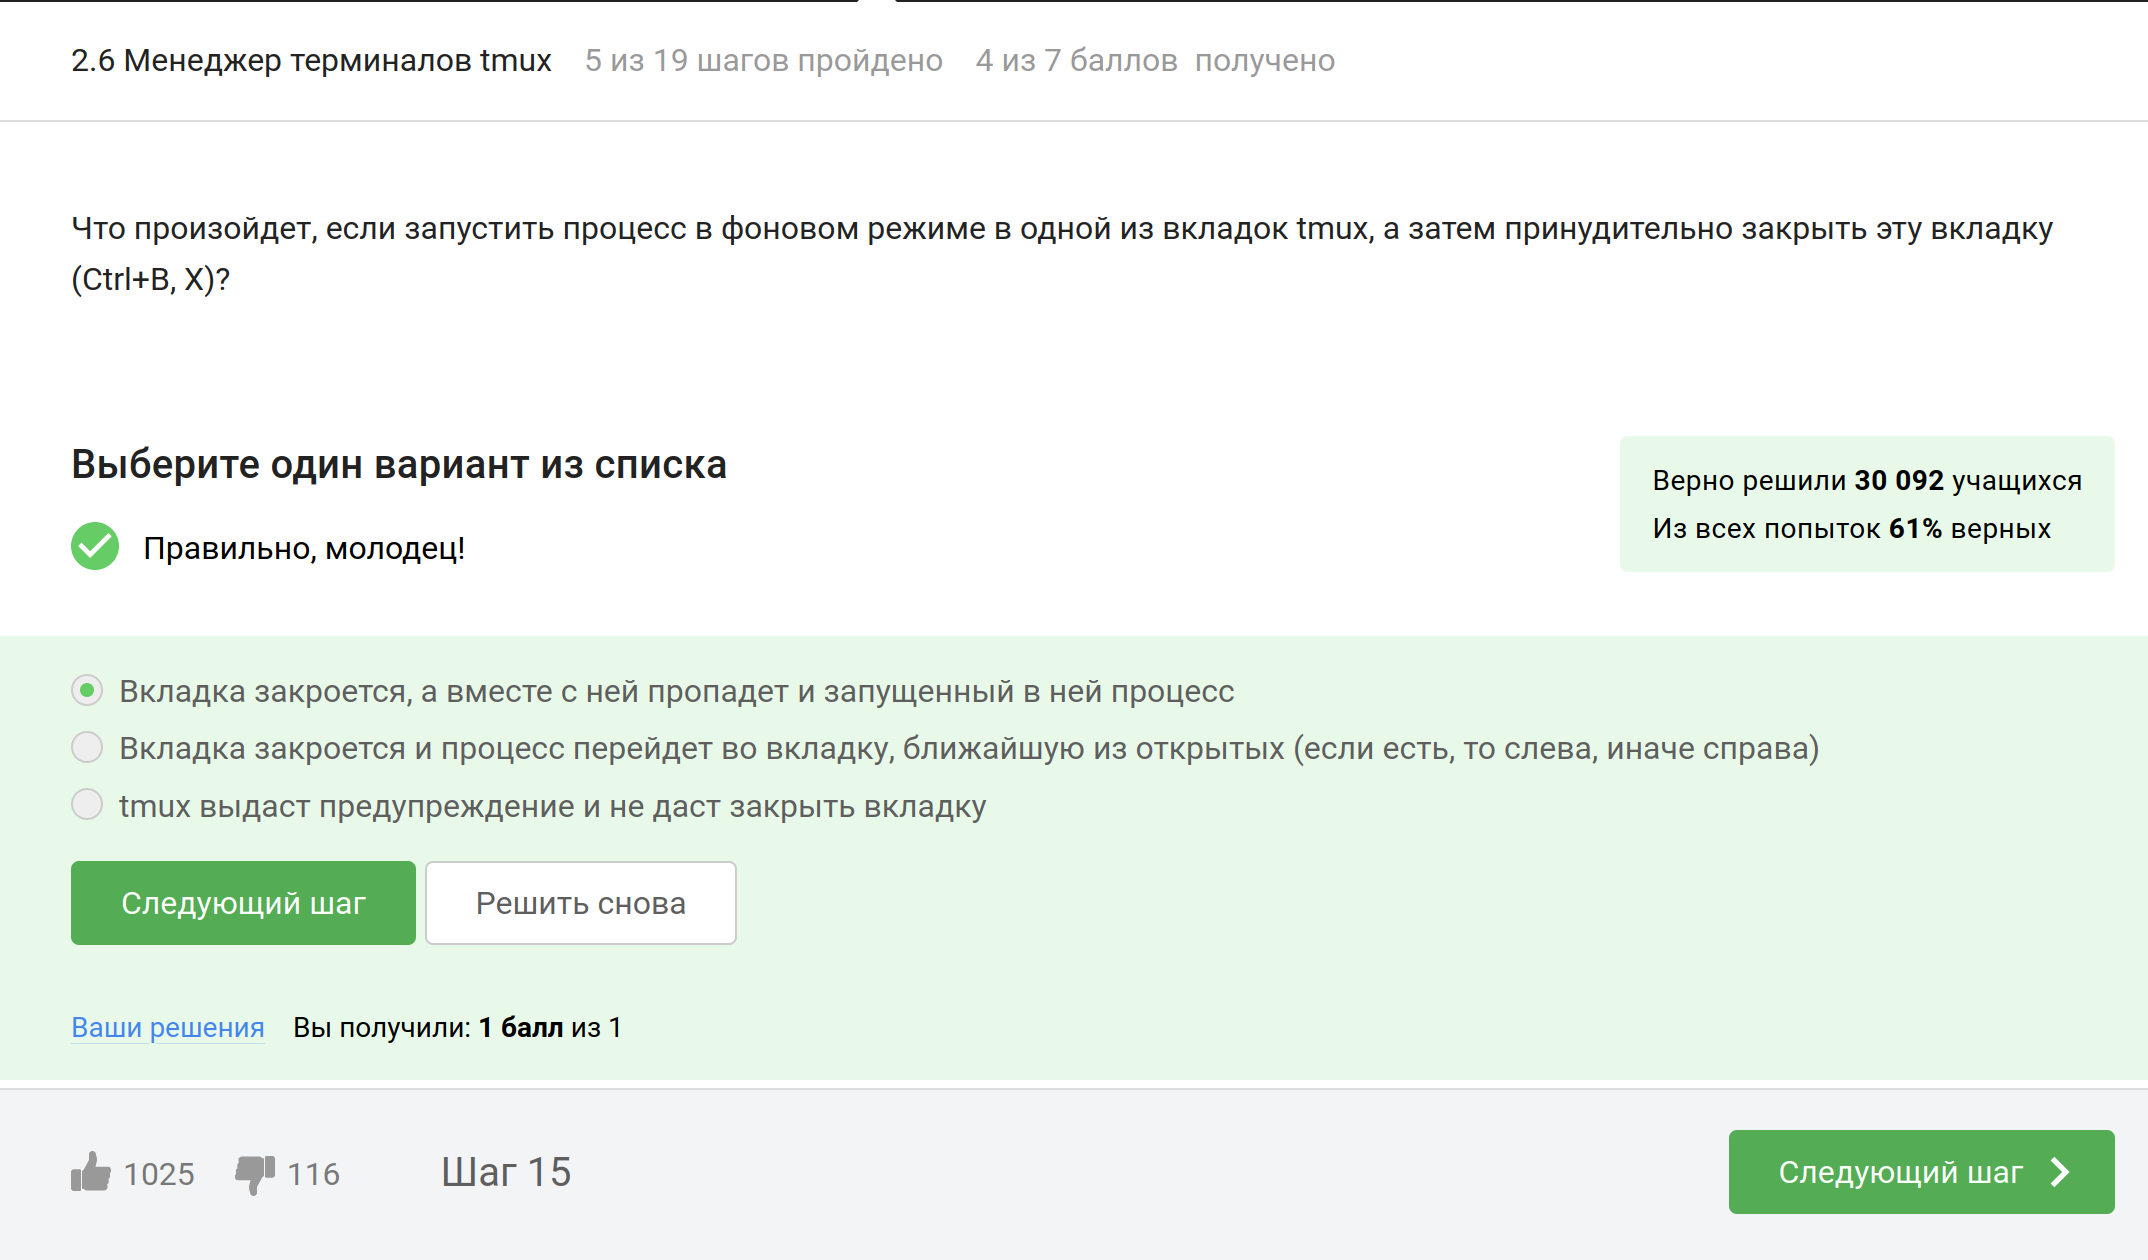 2.6 Менеджер терминалов tmux 5 из 19 шагов пройдено 4 из 7 баллов получено
Что произойдет, если запустить процесс в фоновом режиме в одной из вкладок tmux, а затем принудительно закрыть эту вкладку
(Ctrl+B, X)?
Выберите один вариант из списка
Правильно, молодец!
Верно решили 30 092 учащихся
Из всех попыток 61% верных
Вкладка закроется, а вместе с ней пропадет и запущенный в ней процесс
Вкладка закроется и процесс перейдет во вкладку, ближайшую из открытых (если есть, то слева, иначе справа)
tmux выдаст предупреждение и не даст закрыть вкладку
Следующий шаг Решить снова
Ваши решения Вы получили: 1 балл из 1
1025 116 Шаг 15 Следующий шаг